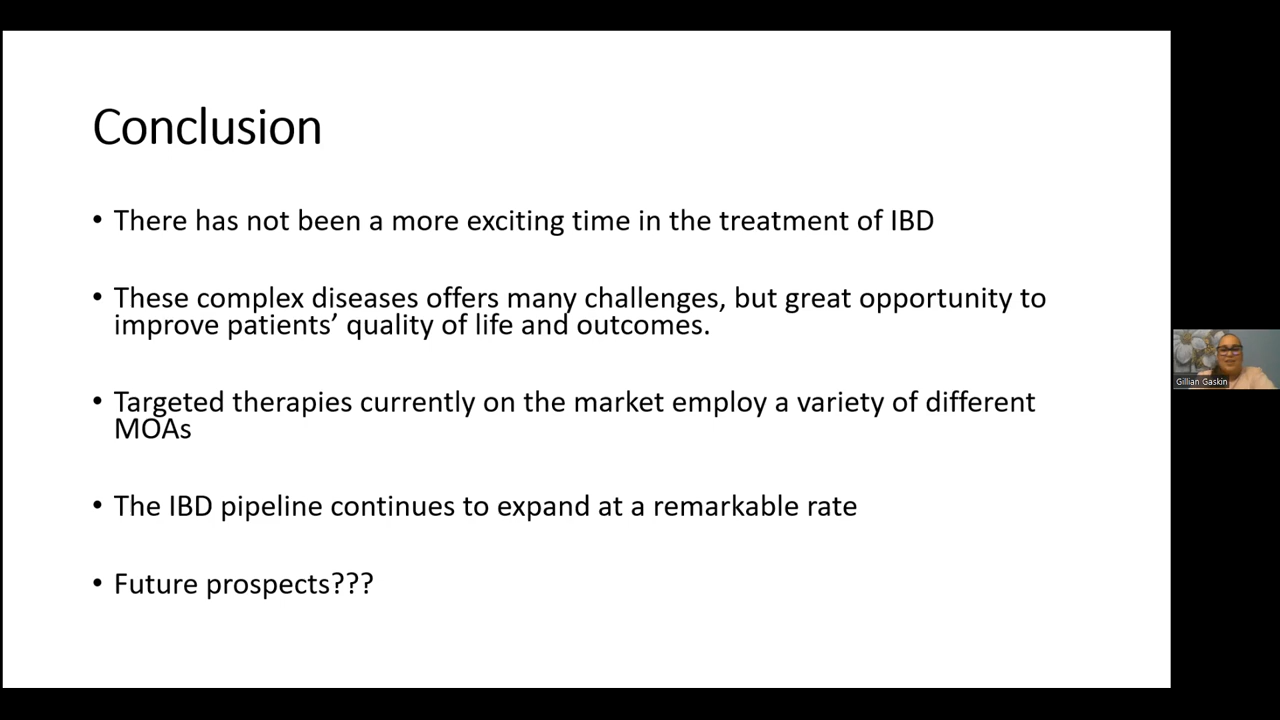 Conclusion
• There has not been a more exciting time in the treatment of IBD
• These complex diseases offers many challenges, but great opportunity to
improve patients’ quality of life and outcomes.
• Targeted therapies currently on the market employ a variety of different
MOAs
• The IBD pipeline continues to expand at a remarkable rate
• Future prospects???
Gillian Gaskin